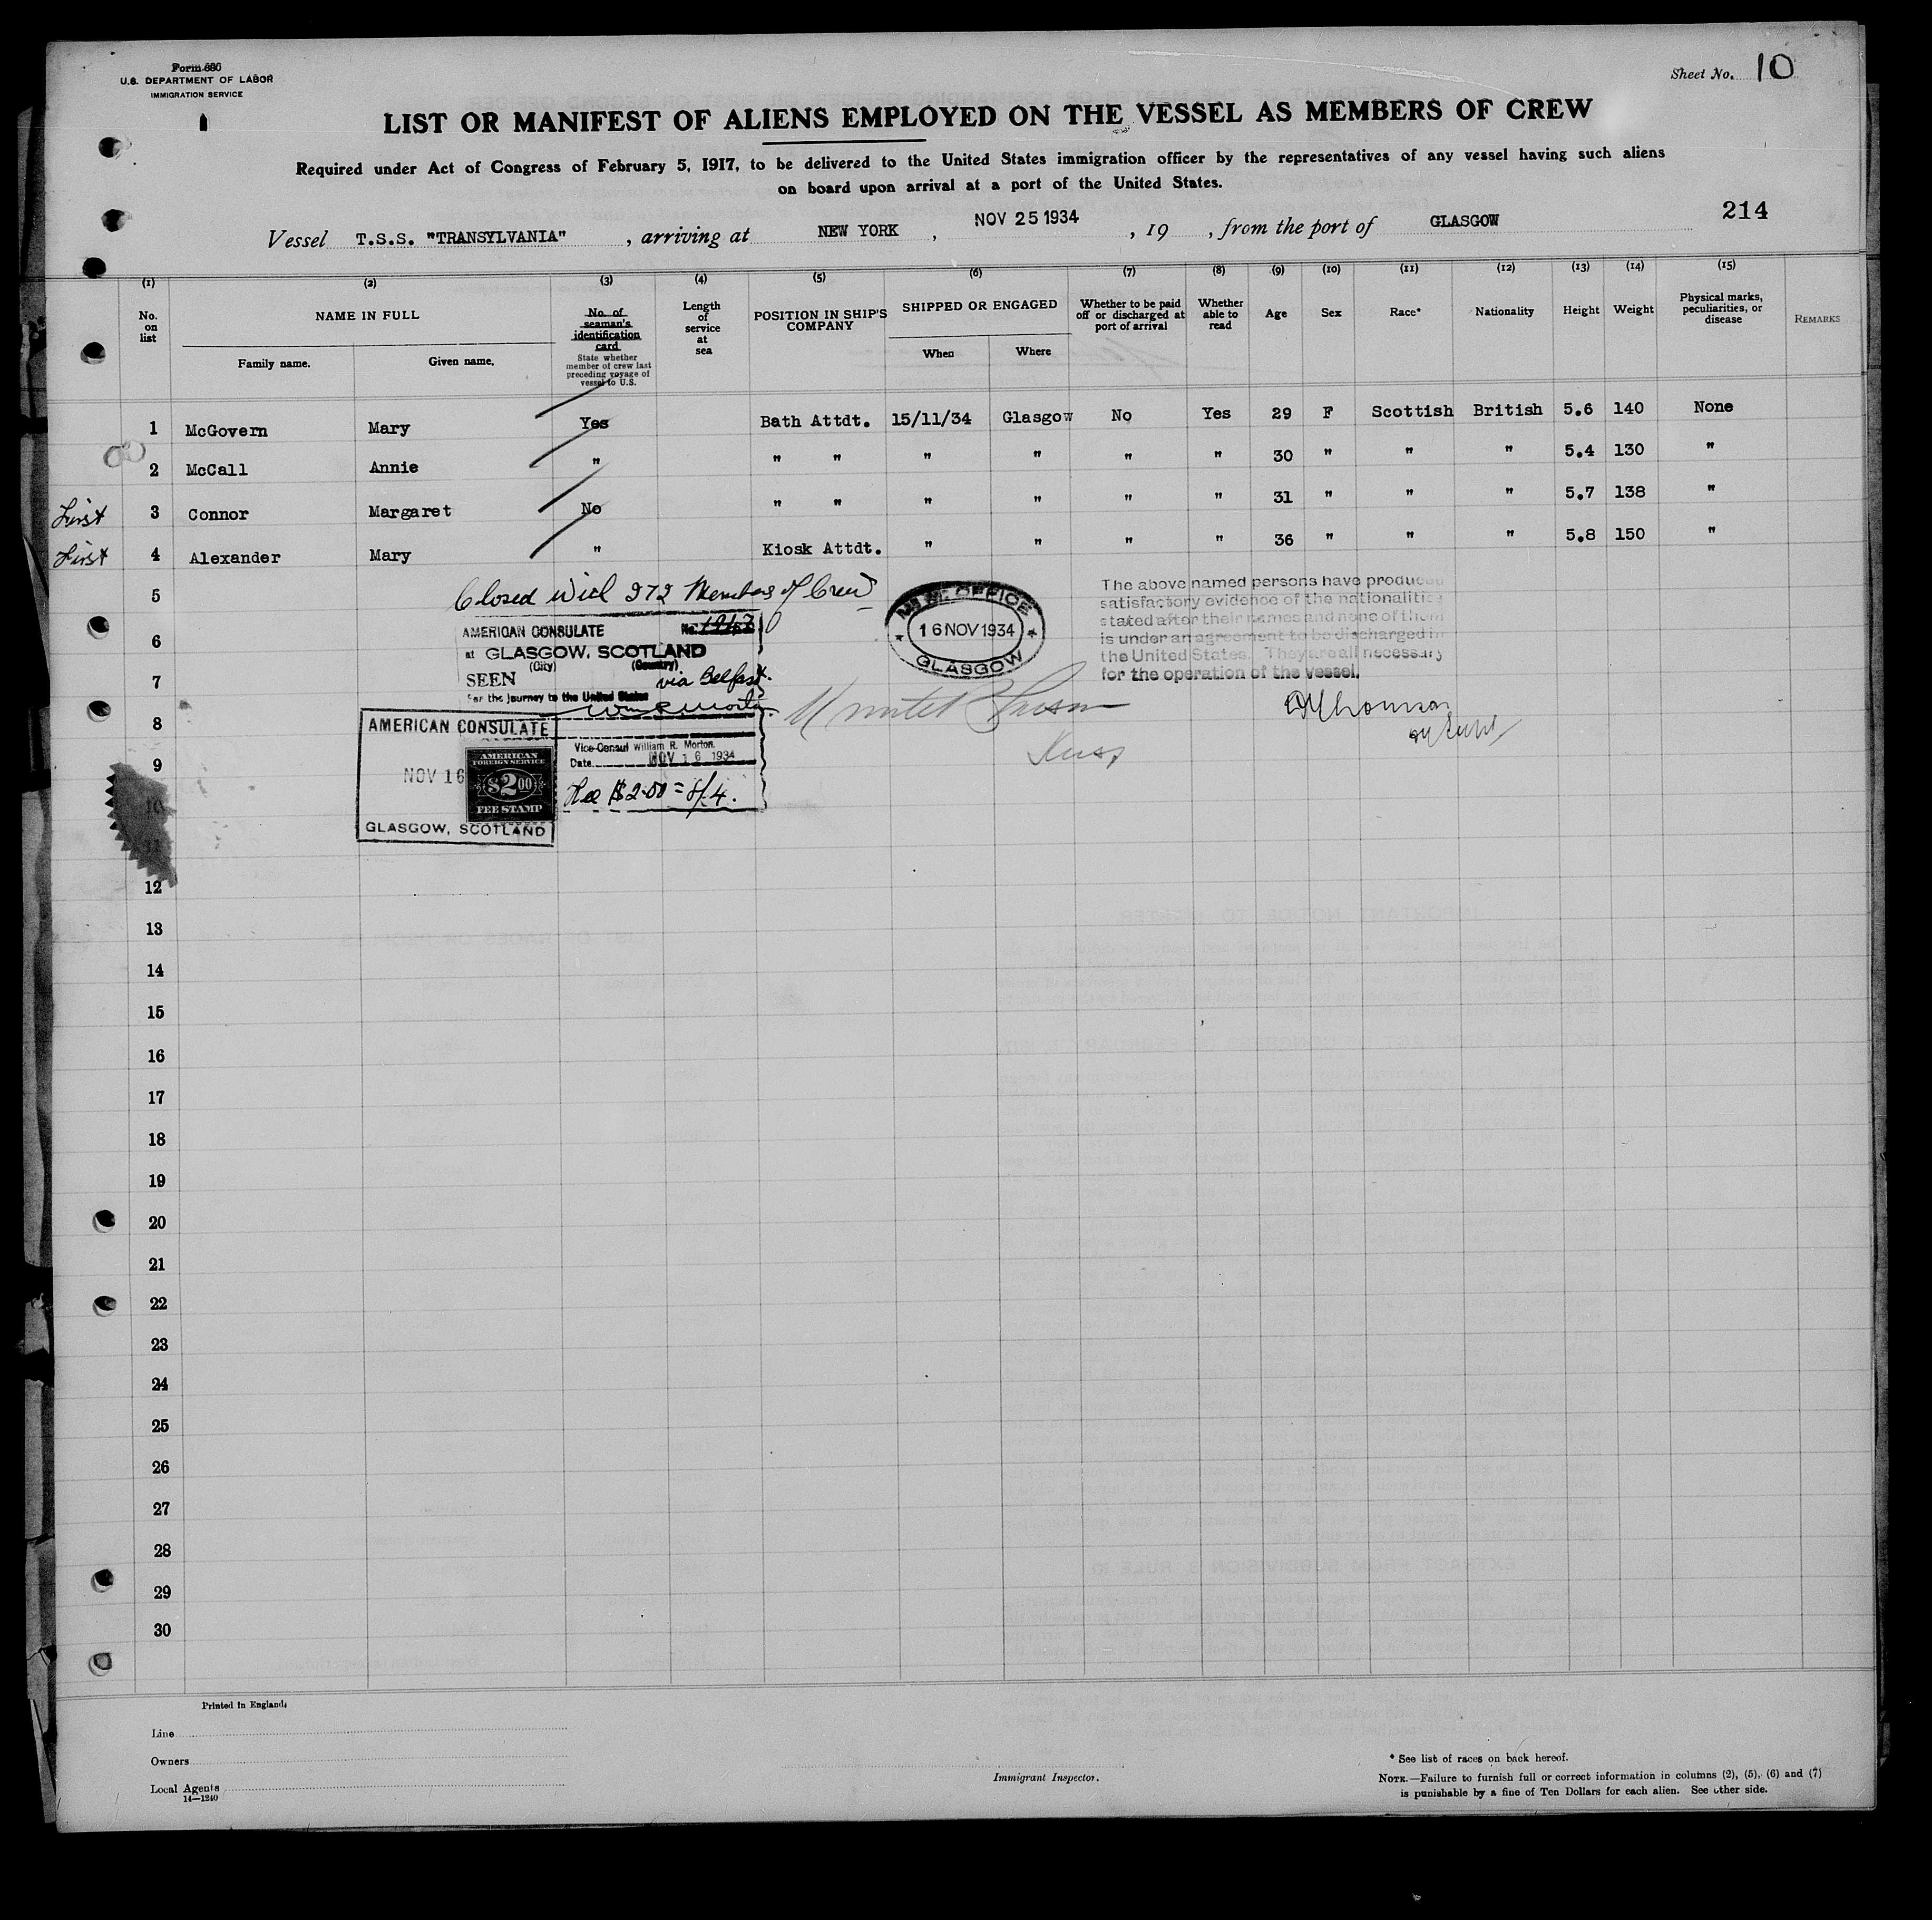 Form 680
U.S. DEPARTMENT OF LABOR
IMMIGRATION SERVICE
Sheet No. 10
LIST OR MANIFEST OF ALIENS EMPLOYED ON THE VESSEL AS MEMBERS OF CREW
Required under Act of Congress of February 5, 1917, to be delivered to the United States immigration officer by the representatives of any vessel having such aliens
on board upon arrival at a port of the United States.
214
Vessel T.S.S. "TRANSYLVANIA", arriving at NEW YORK, NOV 25 1934, 19 , from the port of GLASGOW
(1) (2) (3) (4) (5) (6) (7) (8) (9) (10) (11) (12) (13) (14) (15)
No. on list
NAME IN FULL
Family name. Given name.
No. of seaman's identification card
State whether member of crew last preceding voyage of vessel to U.S.
Length of service at sea
POSITION IN SHIP'S COMPANY
SHIPPED OR ENGAGED
When Where
Whether to be paid off or discharged at port of arrival
Whether able to read
Age Sex Race* Nationality Height Weight
Physical marks, peculiarities, or disease
REMARKS
1 McGovern Mary Yes Bath Attdt. 15/11/34 Glasgow No Yes 29 F Scottish British 5.6 140 None
2 McCall Annie " " " " " " " 30 " " " 5.4 130 "
First 3 Connor Margaret No " " " " " " 31 " " " 5.7 138 "
First 4 Alexander Mary " Kiosk Attdt. " " " " 36 " " " 5.8 150 "
5
Closed with 272 Members of Crew
6
7
8
9
10
11
AMERICAN CONSULATE No.
at GLASGOW, SCOTLAND
(City) (Country)
SEEN via Belfast.
For the journey to the United States
Vice Consul William R. Morton.
Date NOV 16 1934
Fee $2.00 = 8/4.
AMERICAN CONSULATE
NOV 16
GLASGOW, SCOTLAND
AMERICAN
FOREIGN SERVICE
$2.00
FEE STAMP
M.M. OFFICE
16 NOV 1934
GLASGOW
The above named persons have produced
satisfactory evidence of the nationalities
stated after their names and none of them
is under an agreement to be discharged in
the United States. They are all necessary
for the operation of the vessel.
12
13
14
15
16
17
18
19
20
21
22
23
24
25
26
27
28
29
30
Printed in England
Line
Owners
Local Agents
14—1240
Immigrant Inspector.
* See list of races on back hereof.
NOTE.—Failure to furnish full or correct information in columns (2), (5), (6) and (7)
is punishable by a fine of Ten Dollars for each alien. See other side.